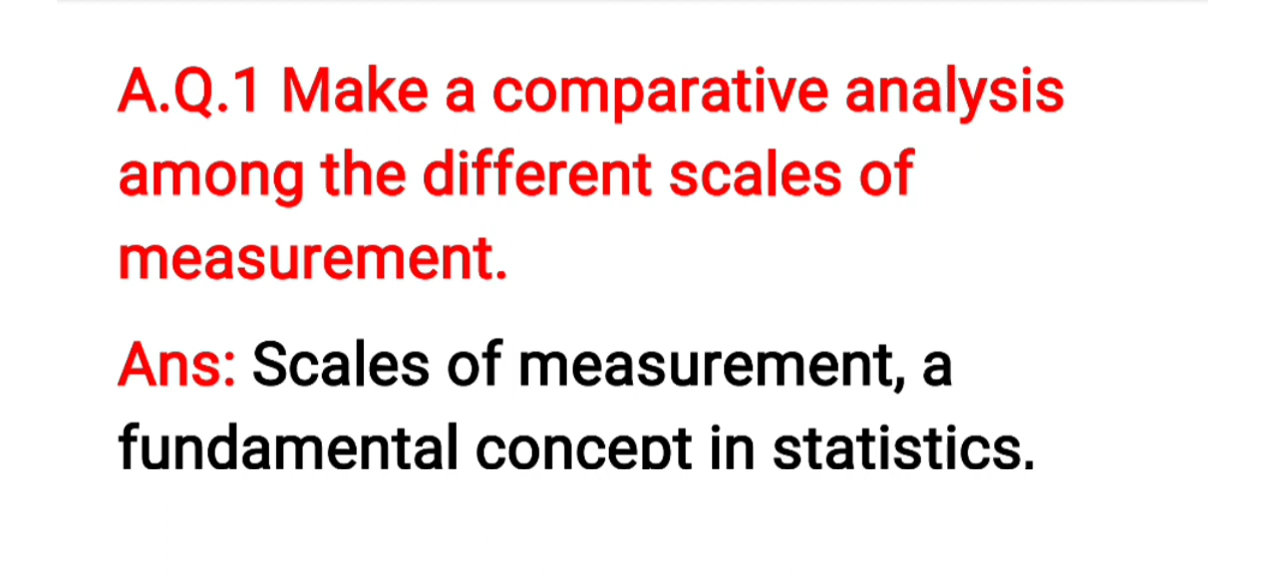 A.Q.1 Make a comparative analysis
among the different scales of
measurement.
Ans: Scales of measurement, a
fundamental concept in statistics,